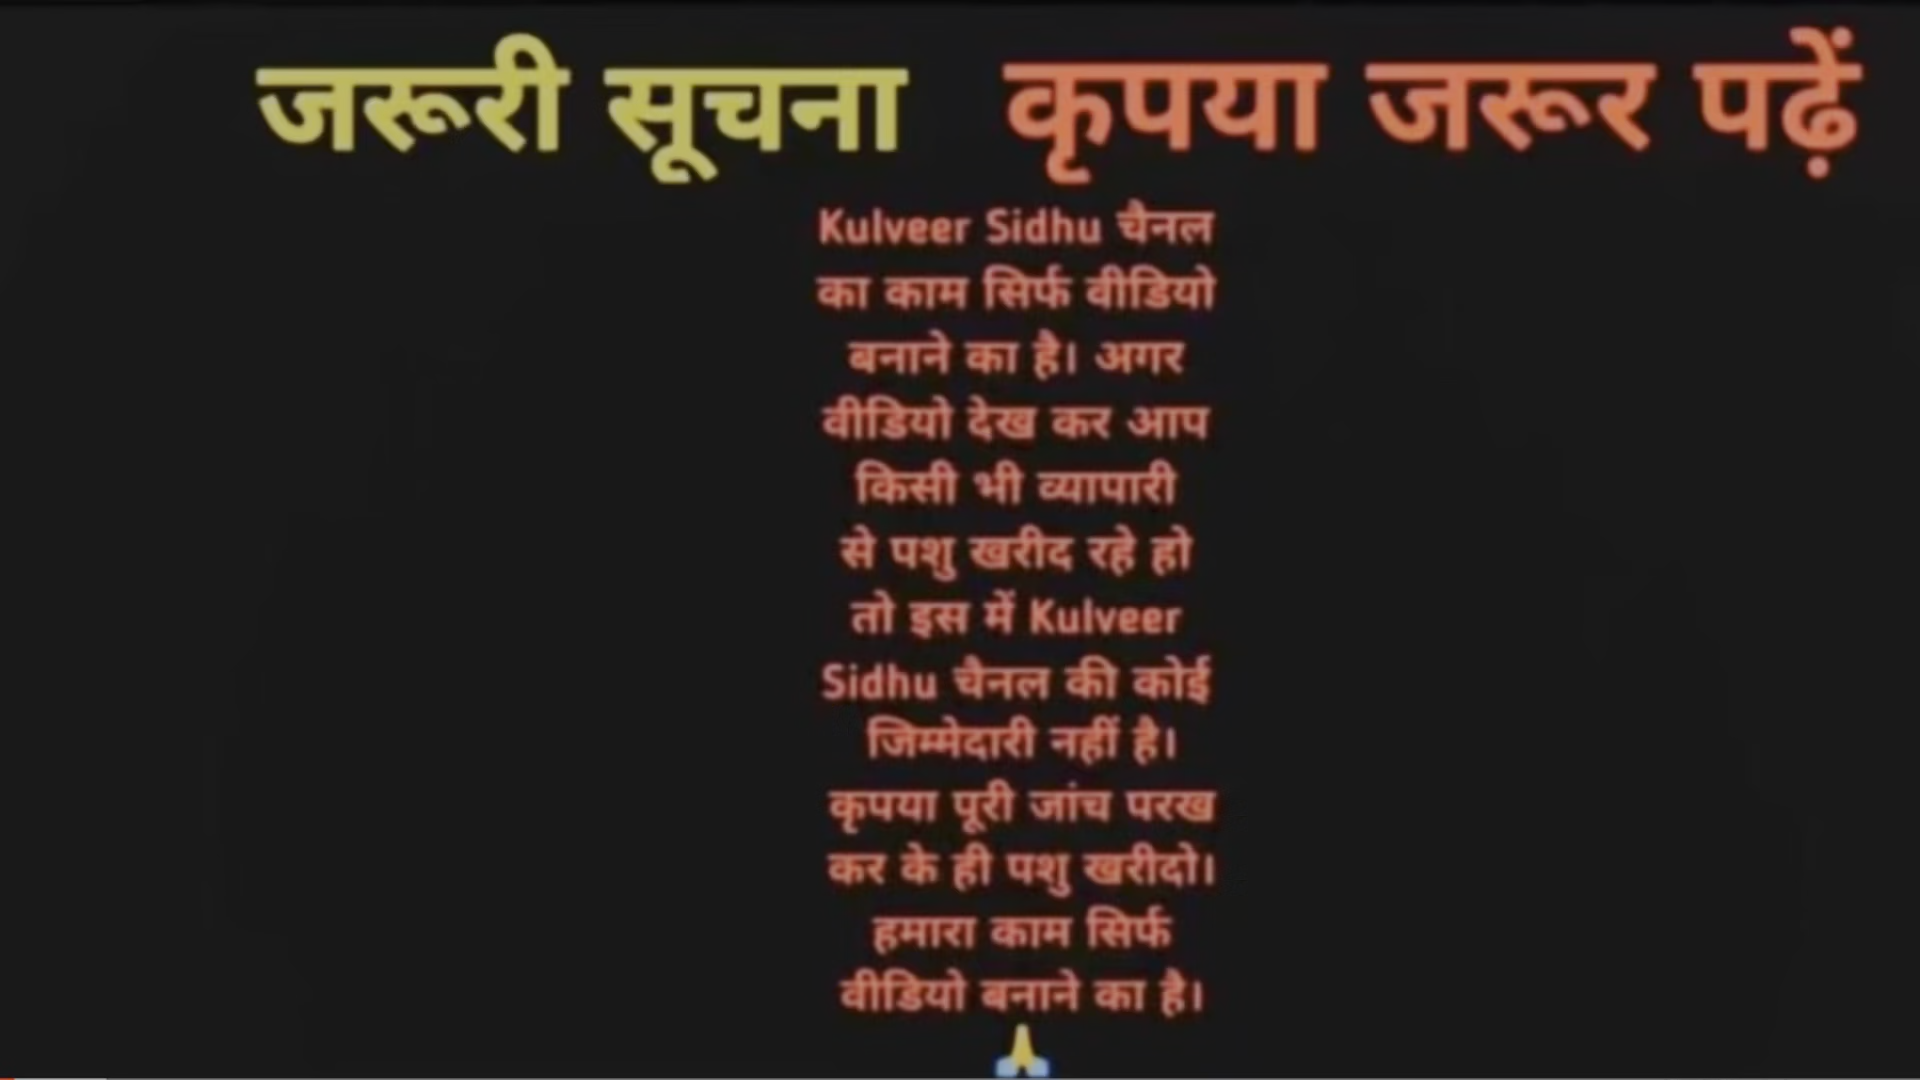 जरूरी सूचना कृपया जरूर पढ़ें
Kulveer Sidhu चैनल
का काम सिर्फ वीडियो
बनाने का है। अगर
वीडियो देख कर आप
किसी भी व्यापारी
से पशु खरीद रहे हो
तो इस में Kulveer
Sidhu चैनल की कोई
जिम्मेदारी नहीं है।
कृपया पूरी जांच परख
कर के ही पशु खरीदो।
हमारा काम सिर्फ
वीडियो बनाने का है।
🙏